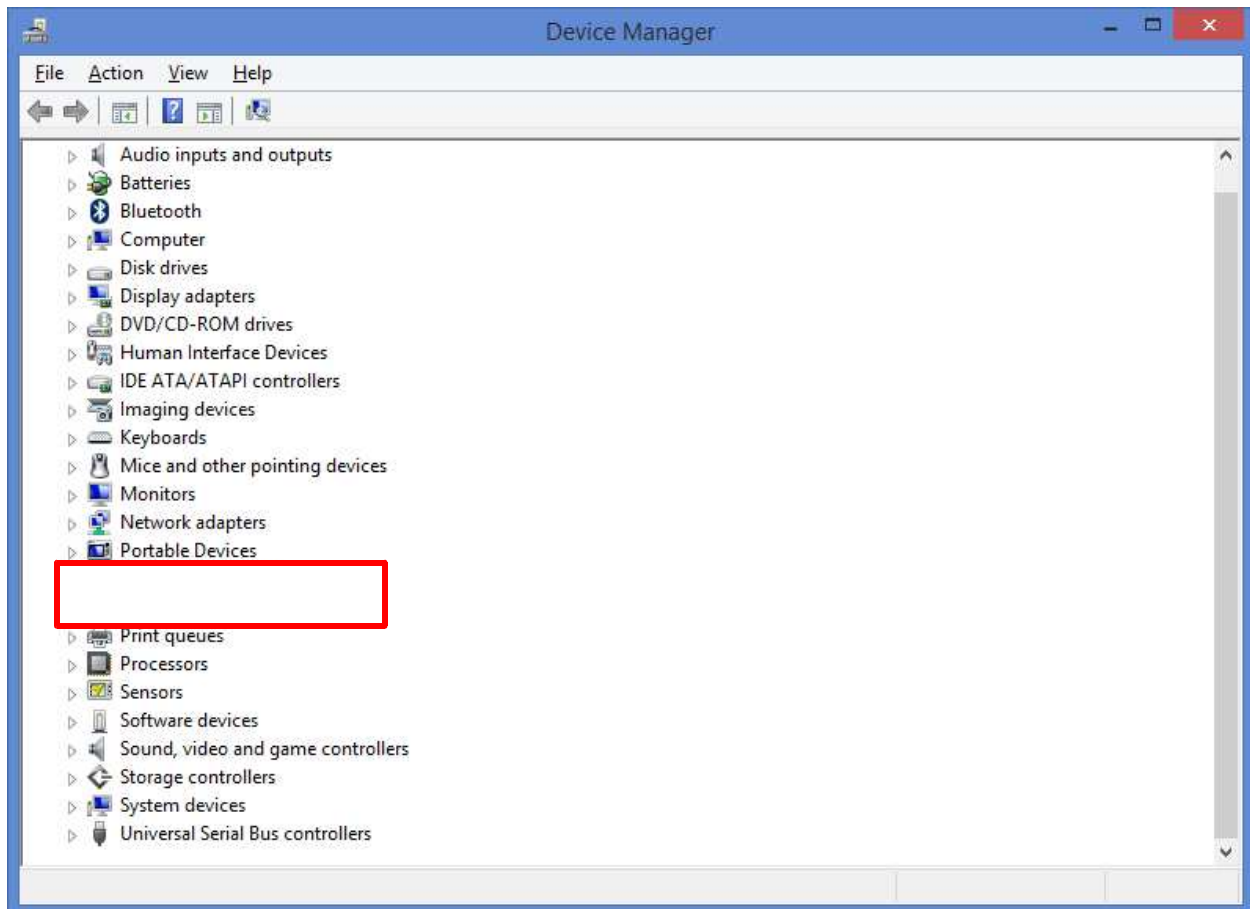 Device Manager
File Action View Help
Audio inputs and outputs
Batteries
Bluetooth
Computer
Disk drives
Display adapters
DVD/CD-ROM drives
Human Interface Devices
IDE ATA/ATAPI controllers
Imaging devices
Keyboards
Mice and other pointing devices
Monitors
Network adapters
Portable Devices
Print queues
Processors
Sensors
Software devices
Sound, video and game controllers
Storage controllers
System devices
Universal Serial Bus controllers